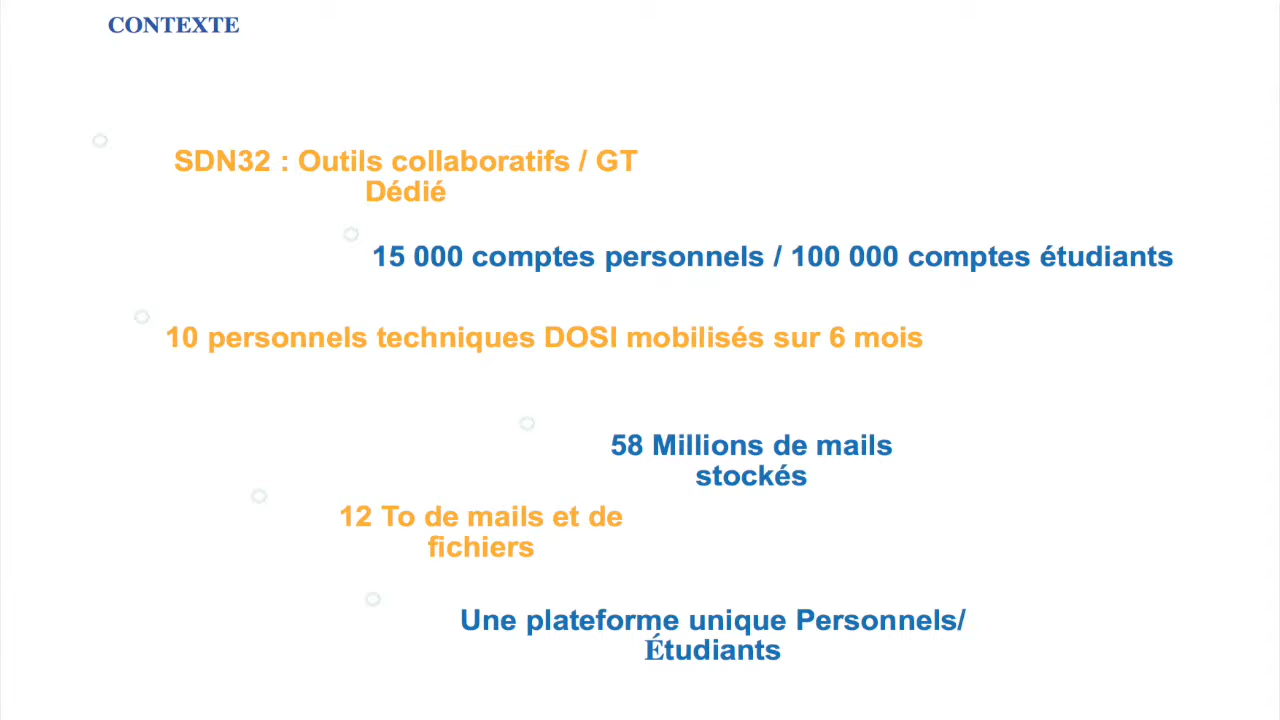 CONTEXTE
SDN32 : Outils collaboratifs / GT
Dédié
15 000 comptes personnels / 100 000 comptes étudiants
10 personnels techniques DOSI mobilisés sur 6 mois
58 Millions de mails
stockés
12 To de mails et de
fichiers
Une plateforme unique Personnels/
Étudiants